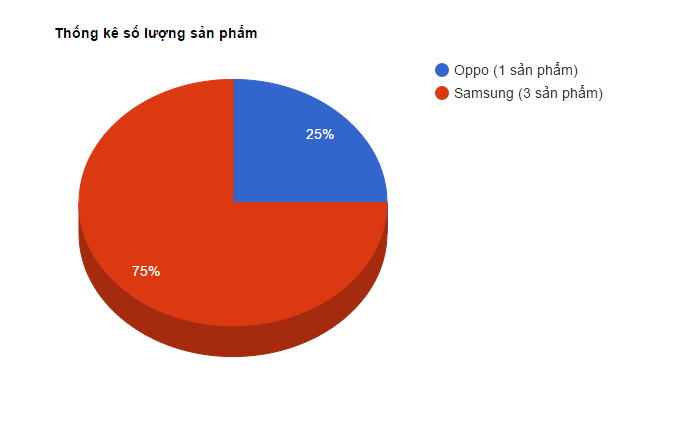 Thống kê số lượng sản phẩm
Oppo (1 sản phẩm)
Samsung (3 sản phẩm)
25%
75%